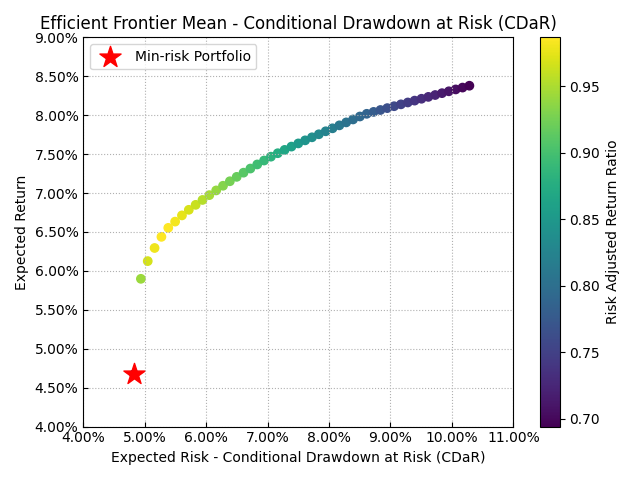 Efficient Frontier Mean - Conditional Drawdown at Risk (CDaR)
Min-risk Portfolio
Expected Return
9.00%
8.50%
8.00%
7.50%
7.00%
6.50%
6.00%
5.50%
5.00%
4.50%
4.00%
4.00% 5.00% 6.00% 7.00% 8.00% 9.00% 10.00% 11.00%
Expected Risk - Conditional Drawdown at Risk (CDaR)
0.95
0.90
0.85
0.80
0.75
0.70
Risk Adjusted Return Ratio